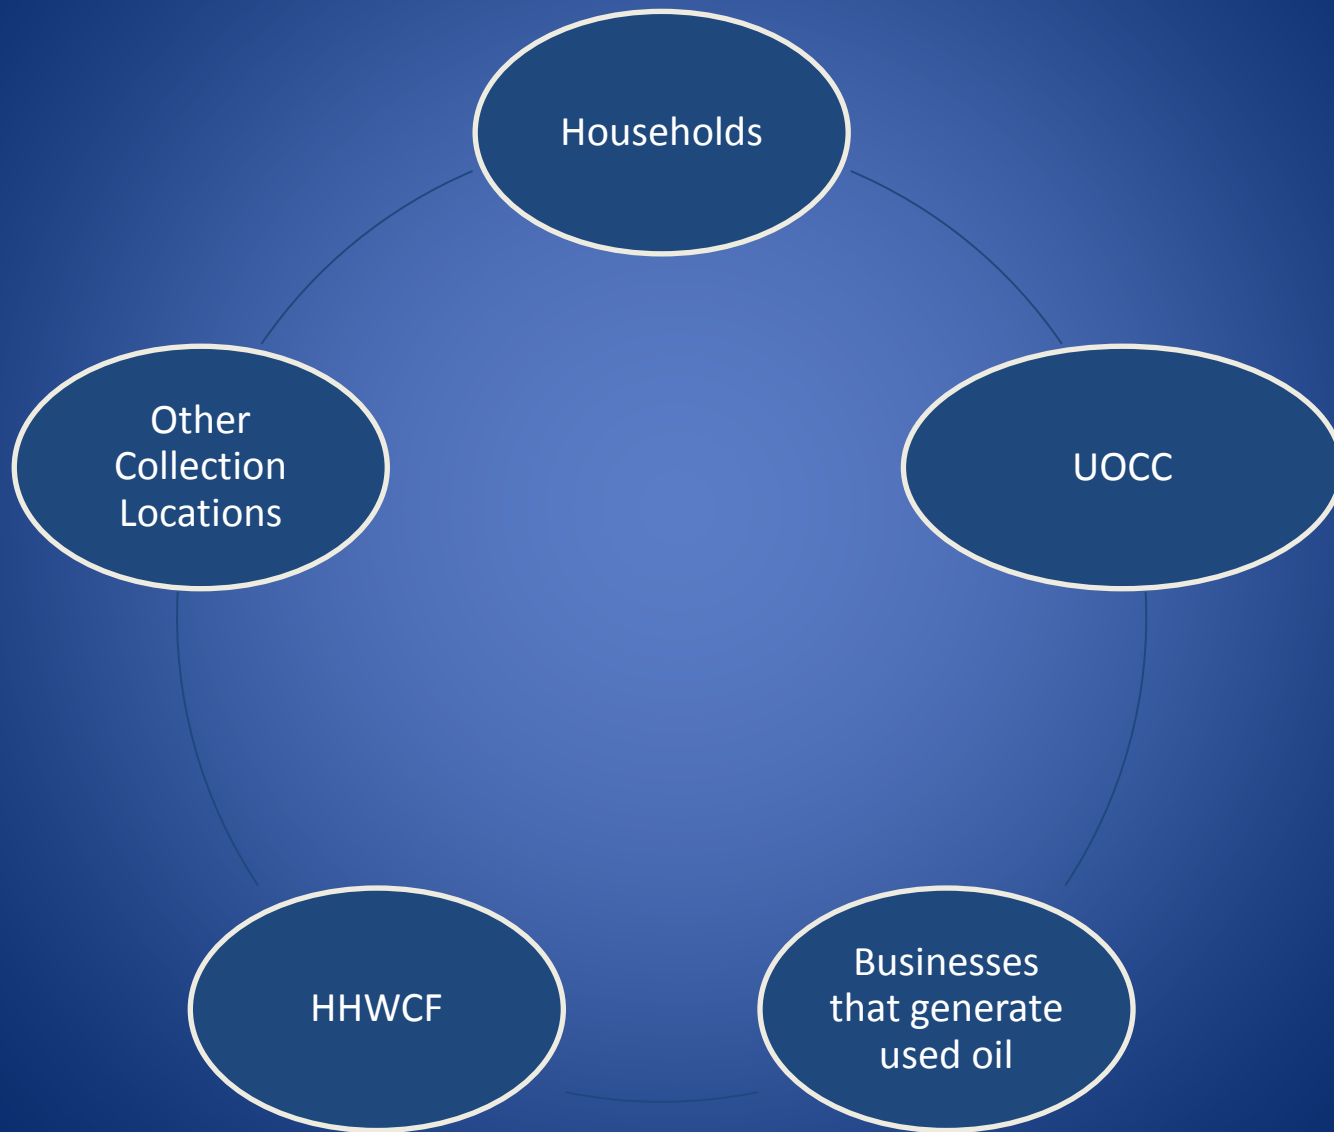 Households
UOCC
Businesses
that generate
used oil
HHWCF
Other
Collection
Locations